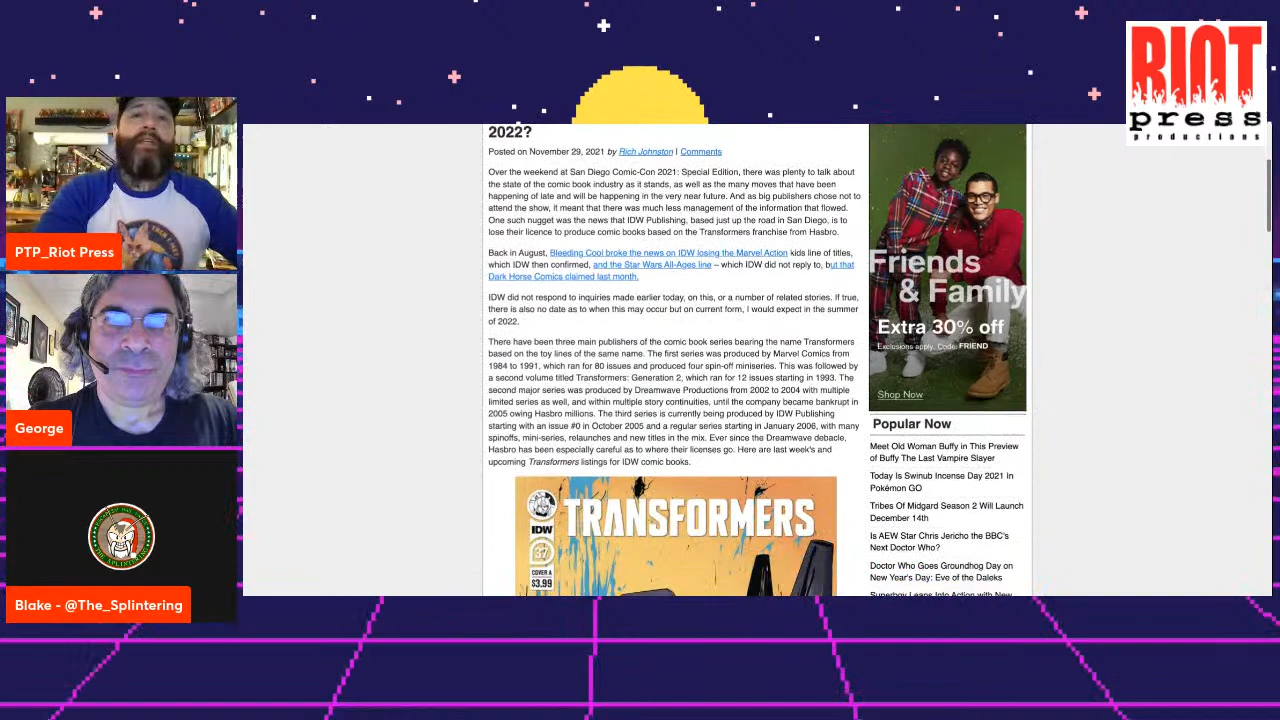 RIOT
press
productions
PTP_Riot Press
George
Blake - @The_Splintering
2022?
Posted on November 29, 2021 by Rich Johnston | Comments
Over the weekend at San Diego Comic-Con 2021: Special Edition, there was plenty to talk about
the state of the comic book industry as it stands, as well as the many moves that have been
happening of late and will be happening in the very near future. And as big publishers chose not to
attend the show, it meant that there was much less management of the information that flowed.
One such nugget was the news that IDW Publishing, based just up the road in San Diego, is to
lose their licence to produce comic books based on the Transformers franchise from Hasbro.
Back in August, Bleeding Cool broke the news on IDW losing the Marvel Action kids line of titles,
which IDW then confirmed, and the Star Wars All-Ages line – which IDW did not reply to, but that
Dark Horse Comics claimed last month.
IDW did not respond to inquiries made earlier today, on this, or a number of related stories. If true,
there is also no date as to when this may occur but on current form, I would expect in the summer
of 2022.
There have been three main publishers of the comic book series bearing the name Transformers
based on the toy lines of the same name. The first series was produced by Marvel Comics from
1984 to 1991, which ran for 80 issues and produced four spin-off miniseries. This was followed by
a second volume titled Transformers: Generation 2, which ran for 12 issues starting in 1993. The
second major series was produced by Dreamwave Productions from 2002 to 2004 with multiple
limited series as well, and within multiple story continuities, until the company became bankrupt in
2005 owing Hasbro millions. The third series is currently being produced by IDW Publishing
starting with an issue #0 in October 2005 and a regular series starting in January 2006, with many
spinoffs, mini-series, relaunches and new titles in the mix. Ever since the Dreamwave debacle,
Hasbro has been especially careful as to where their licenses go. Here are last week's and
upcoming Transformers listings for IDW comic books.
IDW
37
COVER A
$3.99
TRANSFORMERS
Friends
& Family
Extra 30% off
Exclusions apply. Code: FRIEND
Shop Now
Popular Now
Meet Old Woman Buffy in This Preview
of Buffy The Last Vampire Slayer
Today Is Swinub Incense Day 2021 In
Pokémon GO
Tribes Of Midgard Season 2 Will Launch
December 14th
Is AEW Star Chris Jericho the BBC's
Next Doctor Who?
Doctor Who Goes Groundhog Day on
New Year's Day: Eve of the Daleks
Superboy Leaps Into Action with New